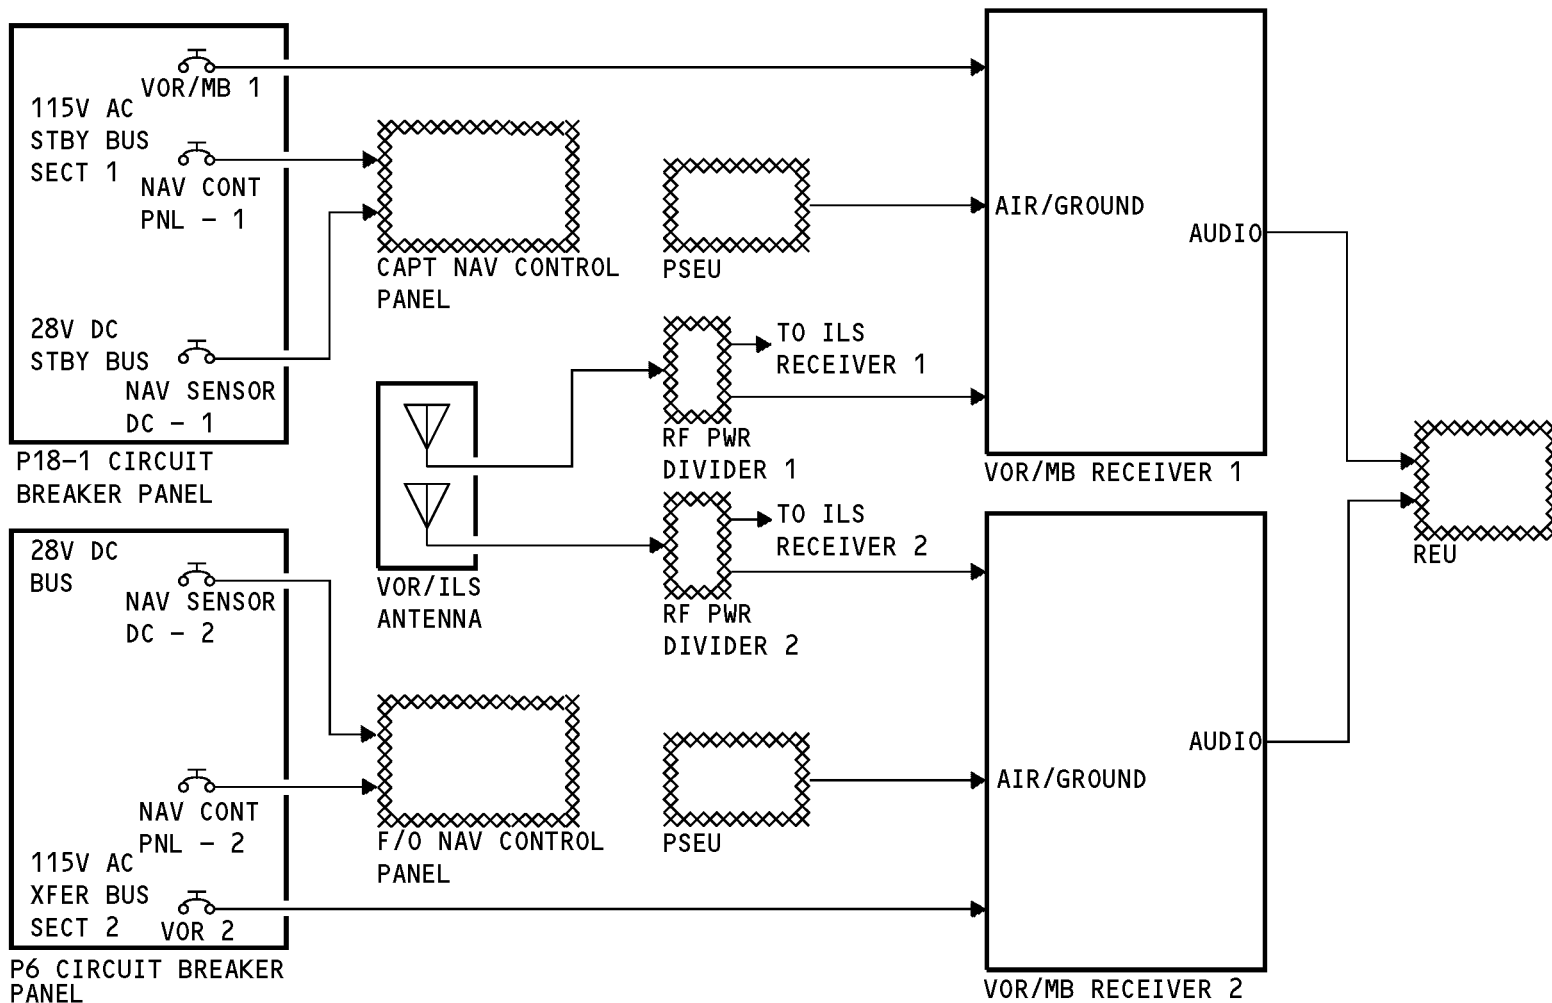 VOR/MB 1
115V AC
STBY BUS
SECT 1
NAV CONT
PNL - 1
28V DC
STBY BUS
NAV SENSOR
DC - 1
P18-1 CIRCUIT
BREAKER PANEL
28V DC
BUS
NAV SENSOR
DC - 2
NAV CONT
PNL - 2
115V AC
XFER BUS
SECT 2
VOR 2
P6 CIRCUIT BREAKER
PANEL
CAPT NAV CONTROL
PANEL
VOR/ILS
ANTENNA
F/O NAV CONTROL
PANEL
PSEU
TO ILS
RECEIVER 1
RF PWR
DIVIDER 1
TO ILS
RECEIVER 2
RF PWR
DIVIDER 2
PSEU
AIR/GROUND
AUDIO
VOR/MB RECEIVER 1
AUDIO
AIR/GROUND
VOR/MB RECEIVER 2
REU